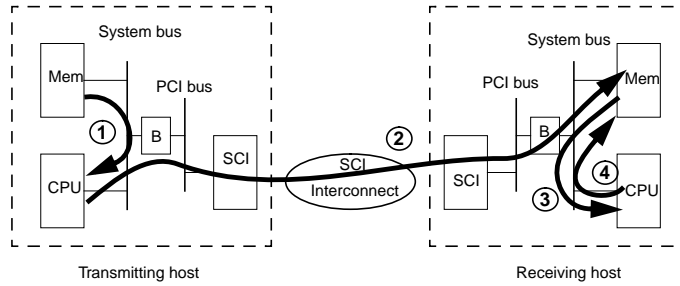 System bus
Mem
PCI bus
1
B
SCI
CPU
2
SCI
Interconnect
System bus
PCI bus
Mem
B
SCI
3
4
CPU
Transmitting host
Receiving host